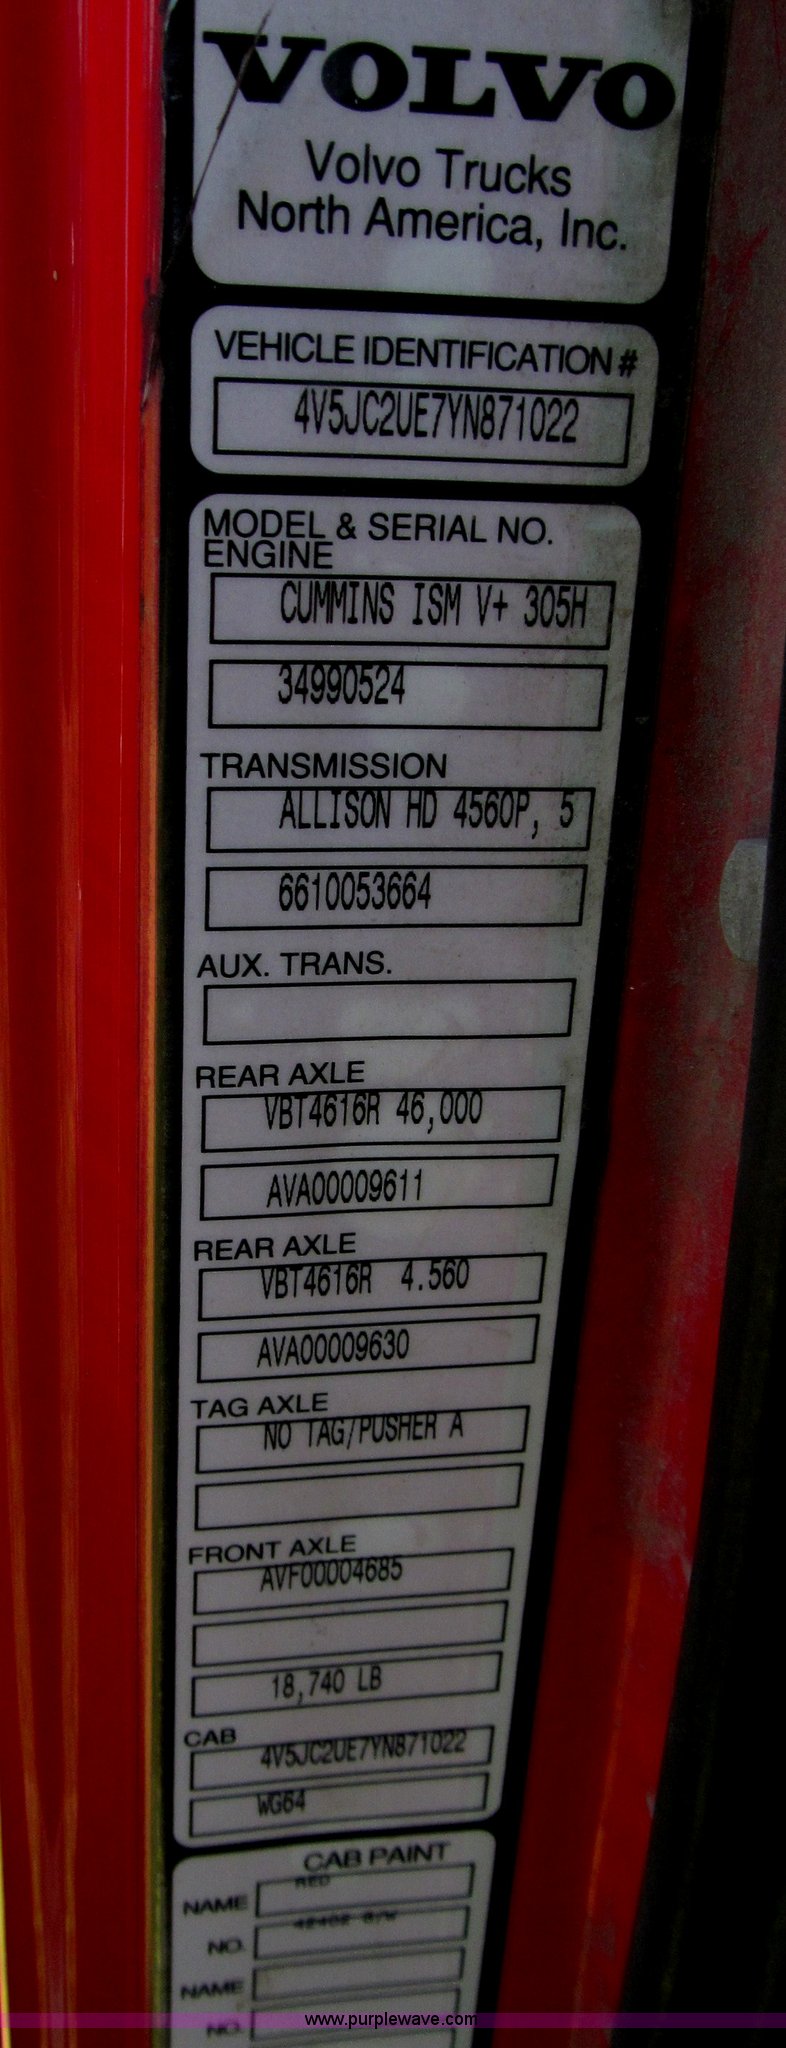 VOLVO
Volvo Trucks
North America, Inc.
VEHICLE IDENTIFICATION #
4V5JC2UE7YN871022
MODEL & SERIAL NO.
ENGINE
CUMMINS ISM V+ 305H
34990524
TRANSMISSION
ALLISON HD 4560P, 5
6610053664
AUX. TRANS.
REAR AXLE
VBT4616R 46,000
AVA00009611
REAR AXLE
VBT4616R 4.560
AVA00009630
TAG AXLE
NO TAG/PUSHER A
FRONT AXLE
AVF00004685
18,740 LB
CAB
4V5JC2UE7YN871022
WG64
CAB PAINT
NAME RED
NO.
NAME
NO.
www.purplewave.com